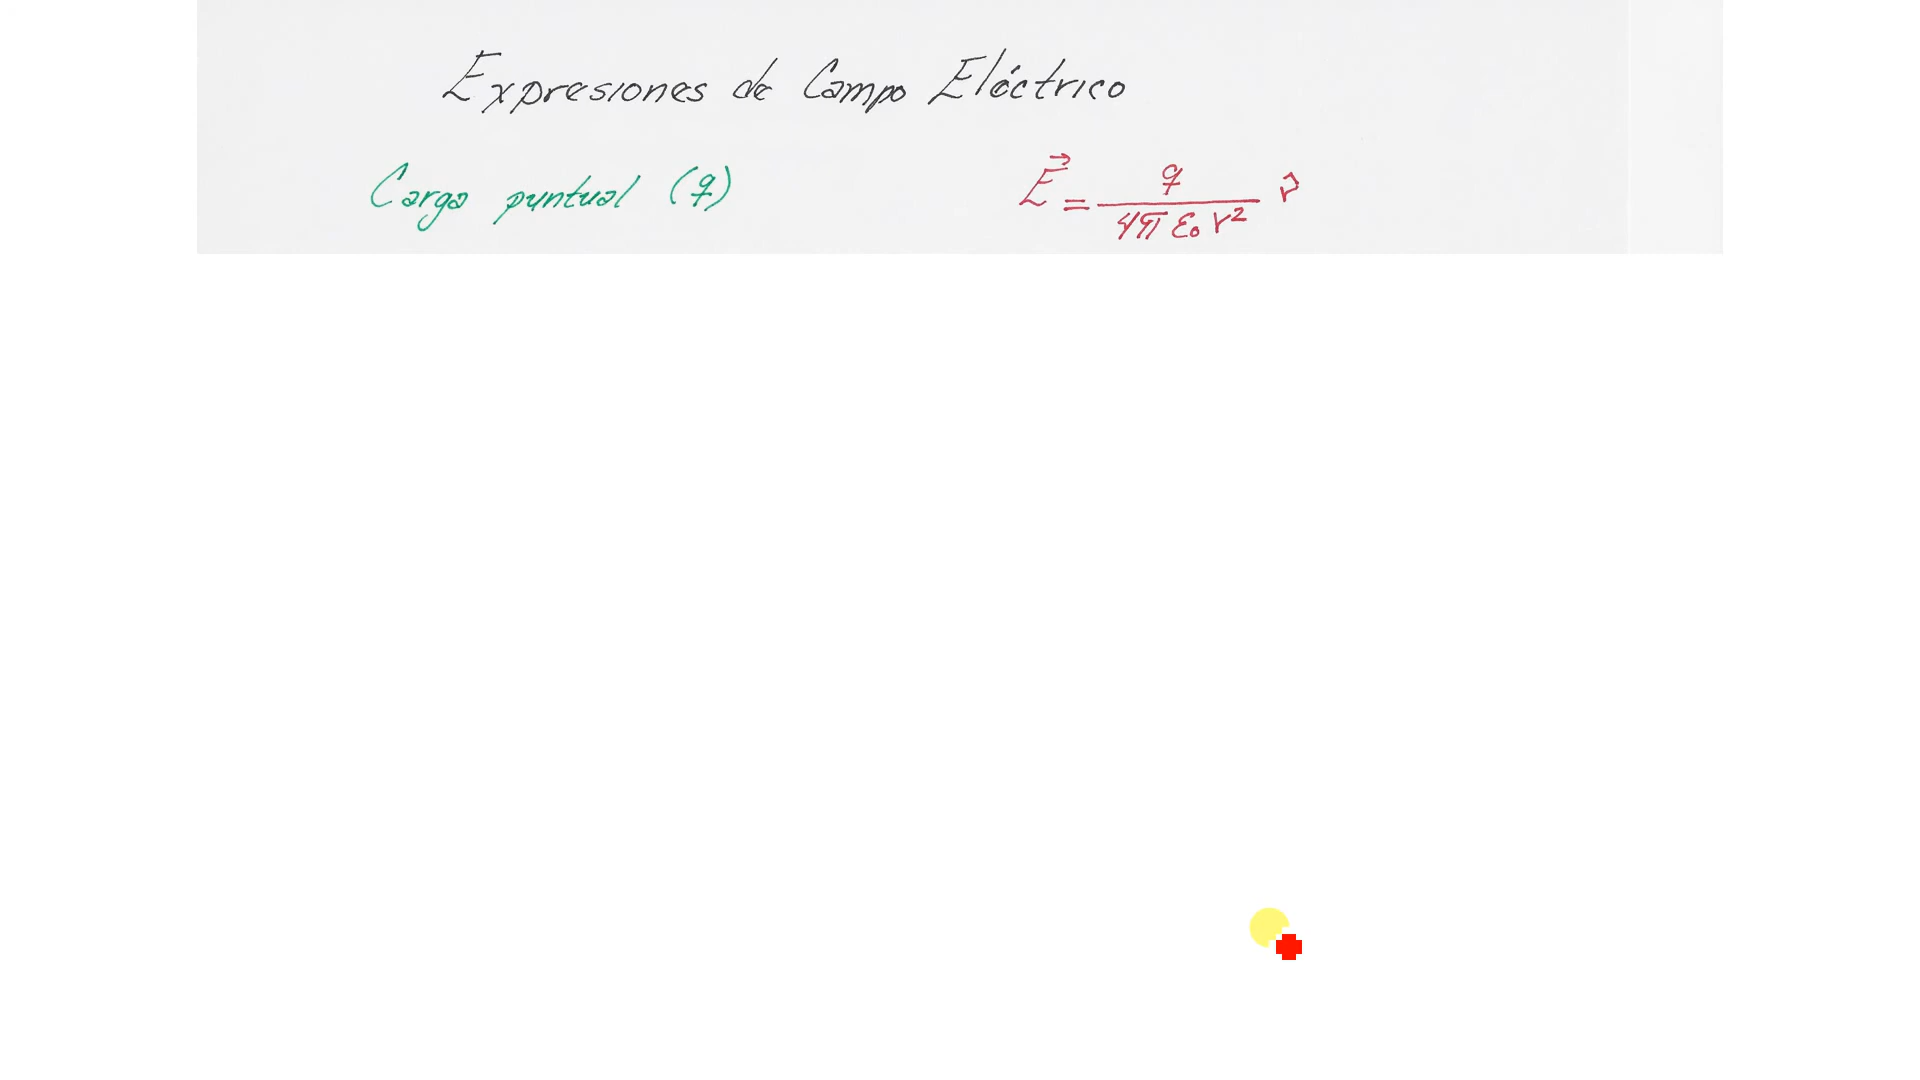 Expresiones de Campo Eléctrico
Carga puntual (q)
E⃗ = q / 4π ε₀ r² r̂